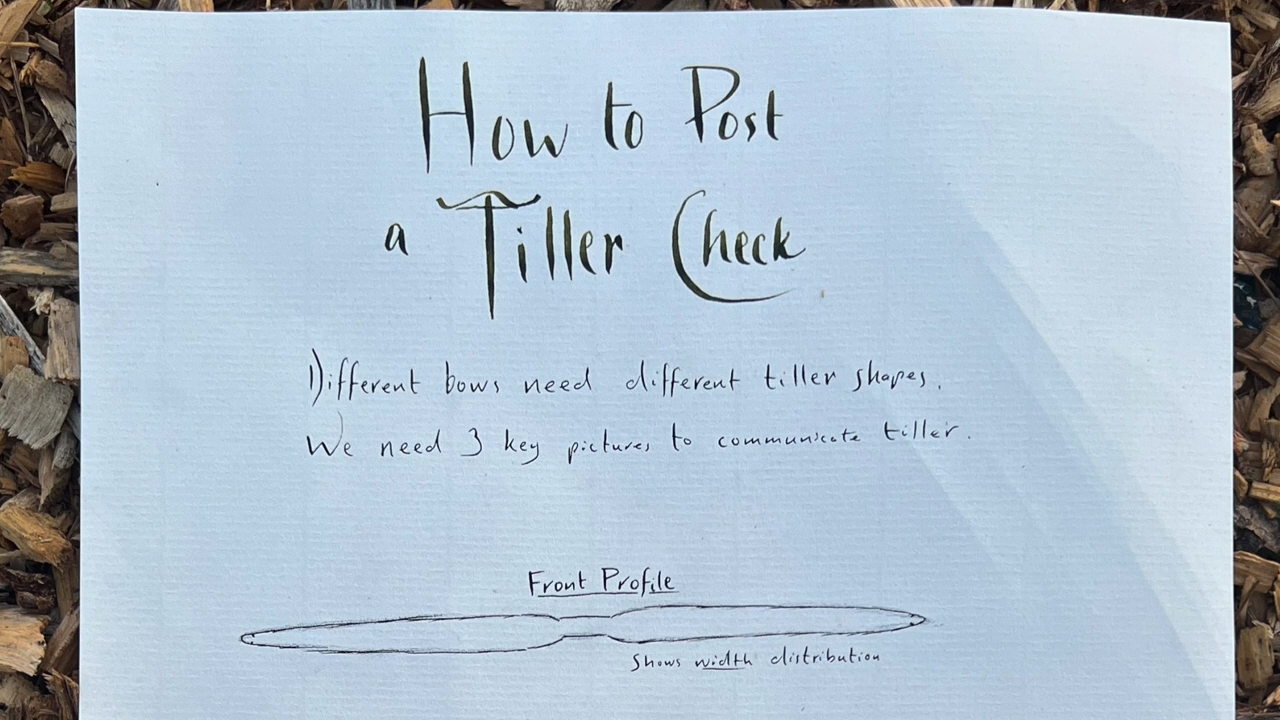 How to Post
a Tiller Check
Different bows need different tiller shapes.
We need 3 key pictures to communicate tiller.
Front Profile
Shows width distribution